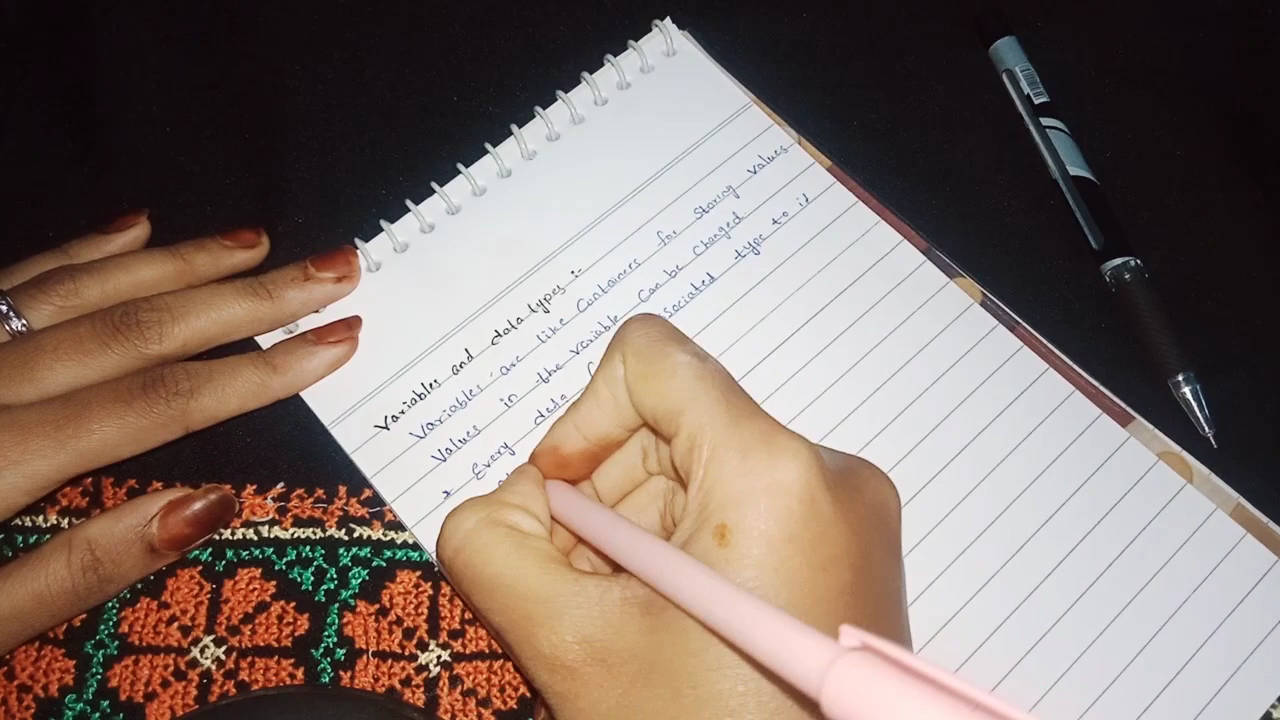 Variables and data types :-
Variables are like Containers for Storing values
Values in the variable Can be changed
* Every data type to it